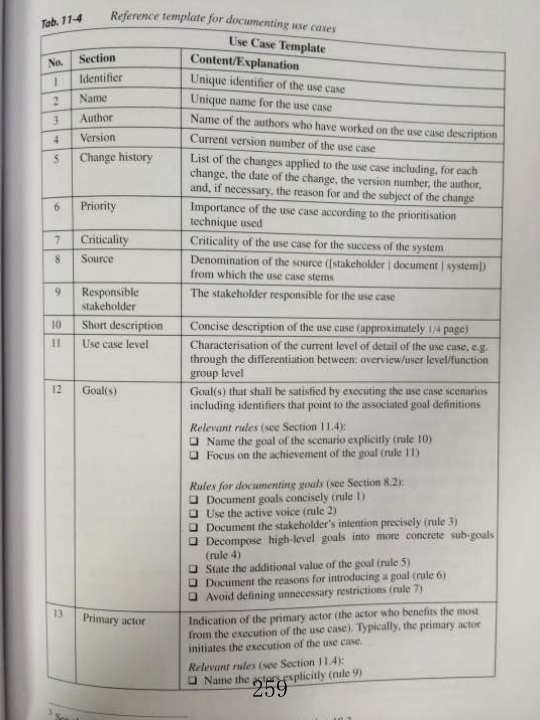 Tab. 11-4 Reference template for documenting use cases
Use Case Template
No. Section Content/Explanation
1 Identifier Unique identifier of the use case
2 Name Unique name for the use case
3 Author Name of the authors who have worked on the use case description
4 Version Current version number of the use case
5 Change history List of the changes applied to the use case including, for each
change, the date of the change, the version number, the author,
and, if necessary, the reason for and the subject of the change
6 Priority Importance of the use case according to the prioritisation
technique used
7 Criticality Criticality of the use case for the success of the system
8 Source Denomination of the source ([stakeholder | document | system])
from which the use case stems
9 Responsible The stakeholder responsible for the use case
stakeholder
10 Short description Concise description of the use case (approximately 1/4 page)
11 Use case level Characterisation of the current level of detail of the use case, e.g.
through the differentiation between: overview/user level/function
group level
12 Goal(s) Goal(s) that shall be satisfied by executing the use case scenarios
including identifiers that point to the associated goal definitions
Relevant rules (see Section 11.4):
❏ Name the goal of the scenario explicitly (rule 10)
❏ Focus on the achievement of the goal (rule 11)
Rules for documenting goals (see Section 8.2):
❏ Document goals concisely (rule 1)
❏ Use the active voice (rule 2)
❏ Document the stakeholder's intention precisely (rule 3)
❏ Decompose high-level goals into more concrete sub-goals
(rule 4)
❏ State the additional value of the goal (rule 5)
❏ Document the reasons for introducing a goal (rule 6)
❏ Avoid defining unnecessary restrictions (rule 7)
13 Primary actor Indication of the primary actor (the actor who benefits the most
from the execution of the use case). Typically, the primary actor
initiates the execution of the use case.
Relevant rules (see Section 11.4):
❏ Name the actors explicitly (rule 9)
259